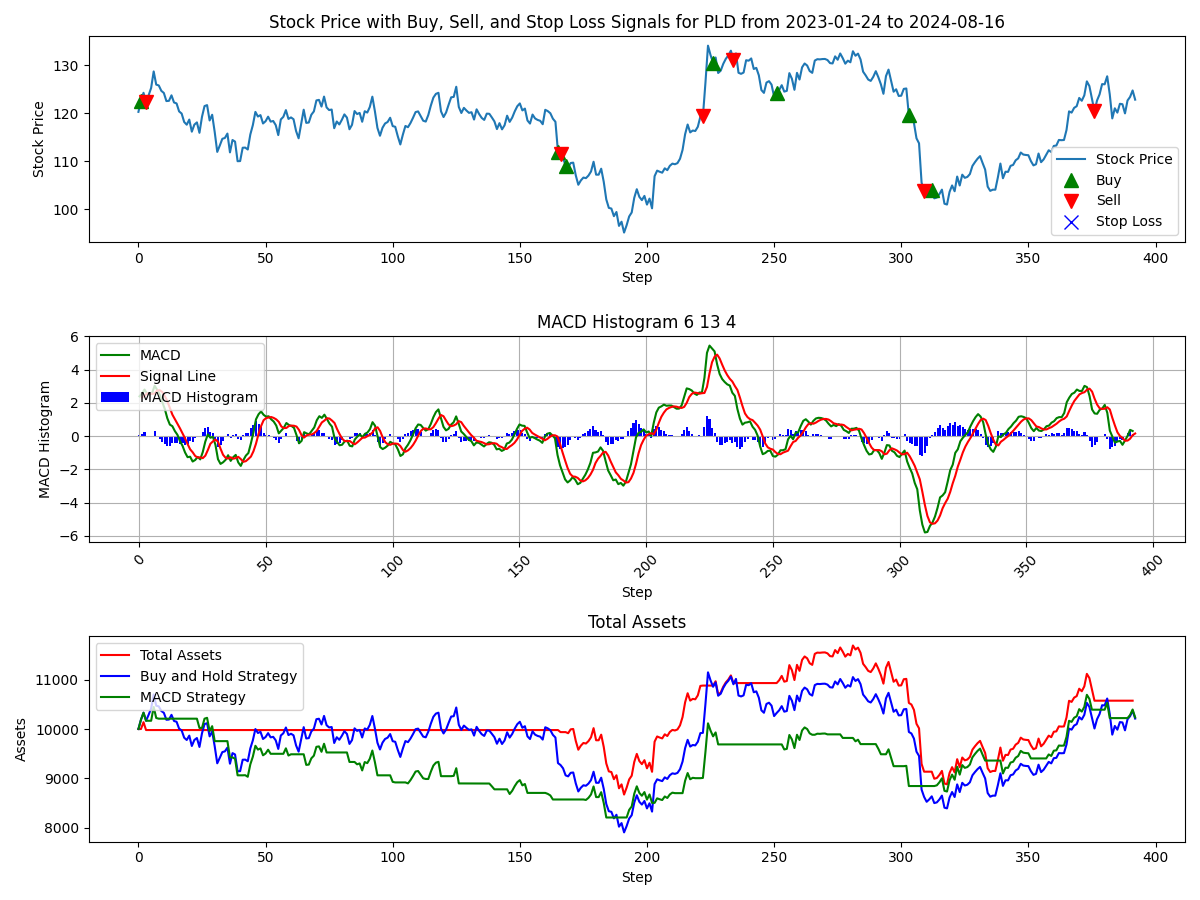 Stock Price with Buy, Sell, and Stop Loss Signals for PLD from 2023-01-24 to 2024-08-16
Stock Price
130
120
110
100
Stock Price
Buy
Sell
Stop Loss
0 50 100 150 200 250 300 350 400
Step
MACD Histogram 6 13 4
MACD Histogram
6
4
2
0
−2
−4
−6
MACD
Signal Line
MACD Histogram
0 50 100 150 200 250 300 350 400
Step
Total Assets
Assets
11000
10000
9000
8000
Total Assets
Buy and Hold Strategy
MACD Strategy
0 50 100 150 200 250 300 350 400
Step